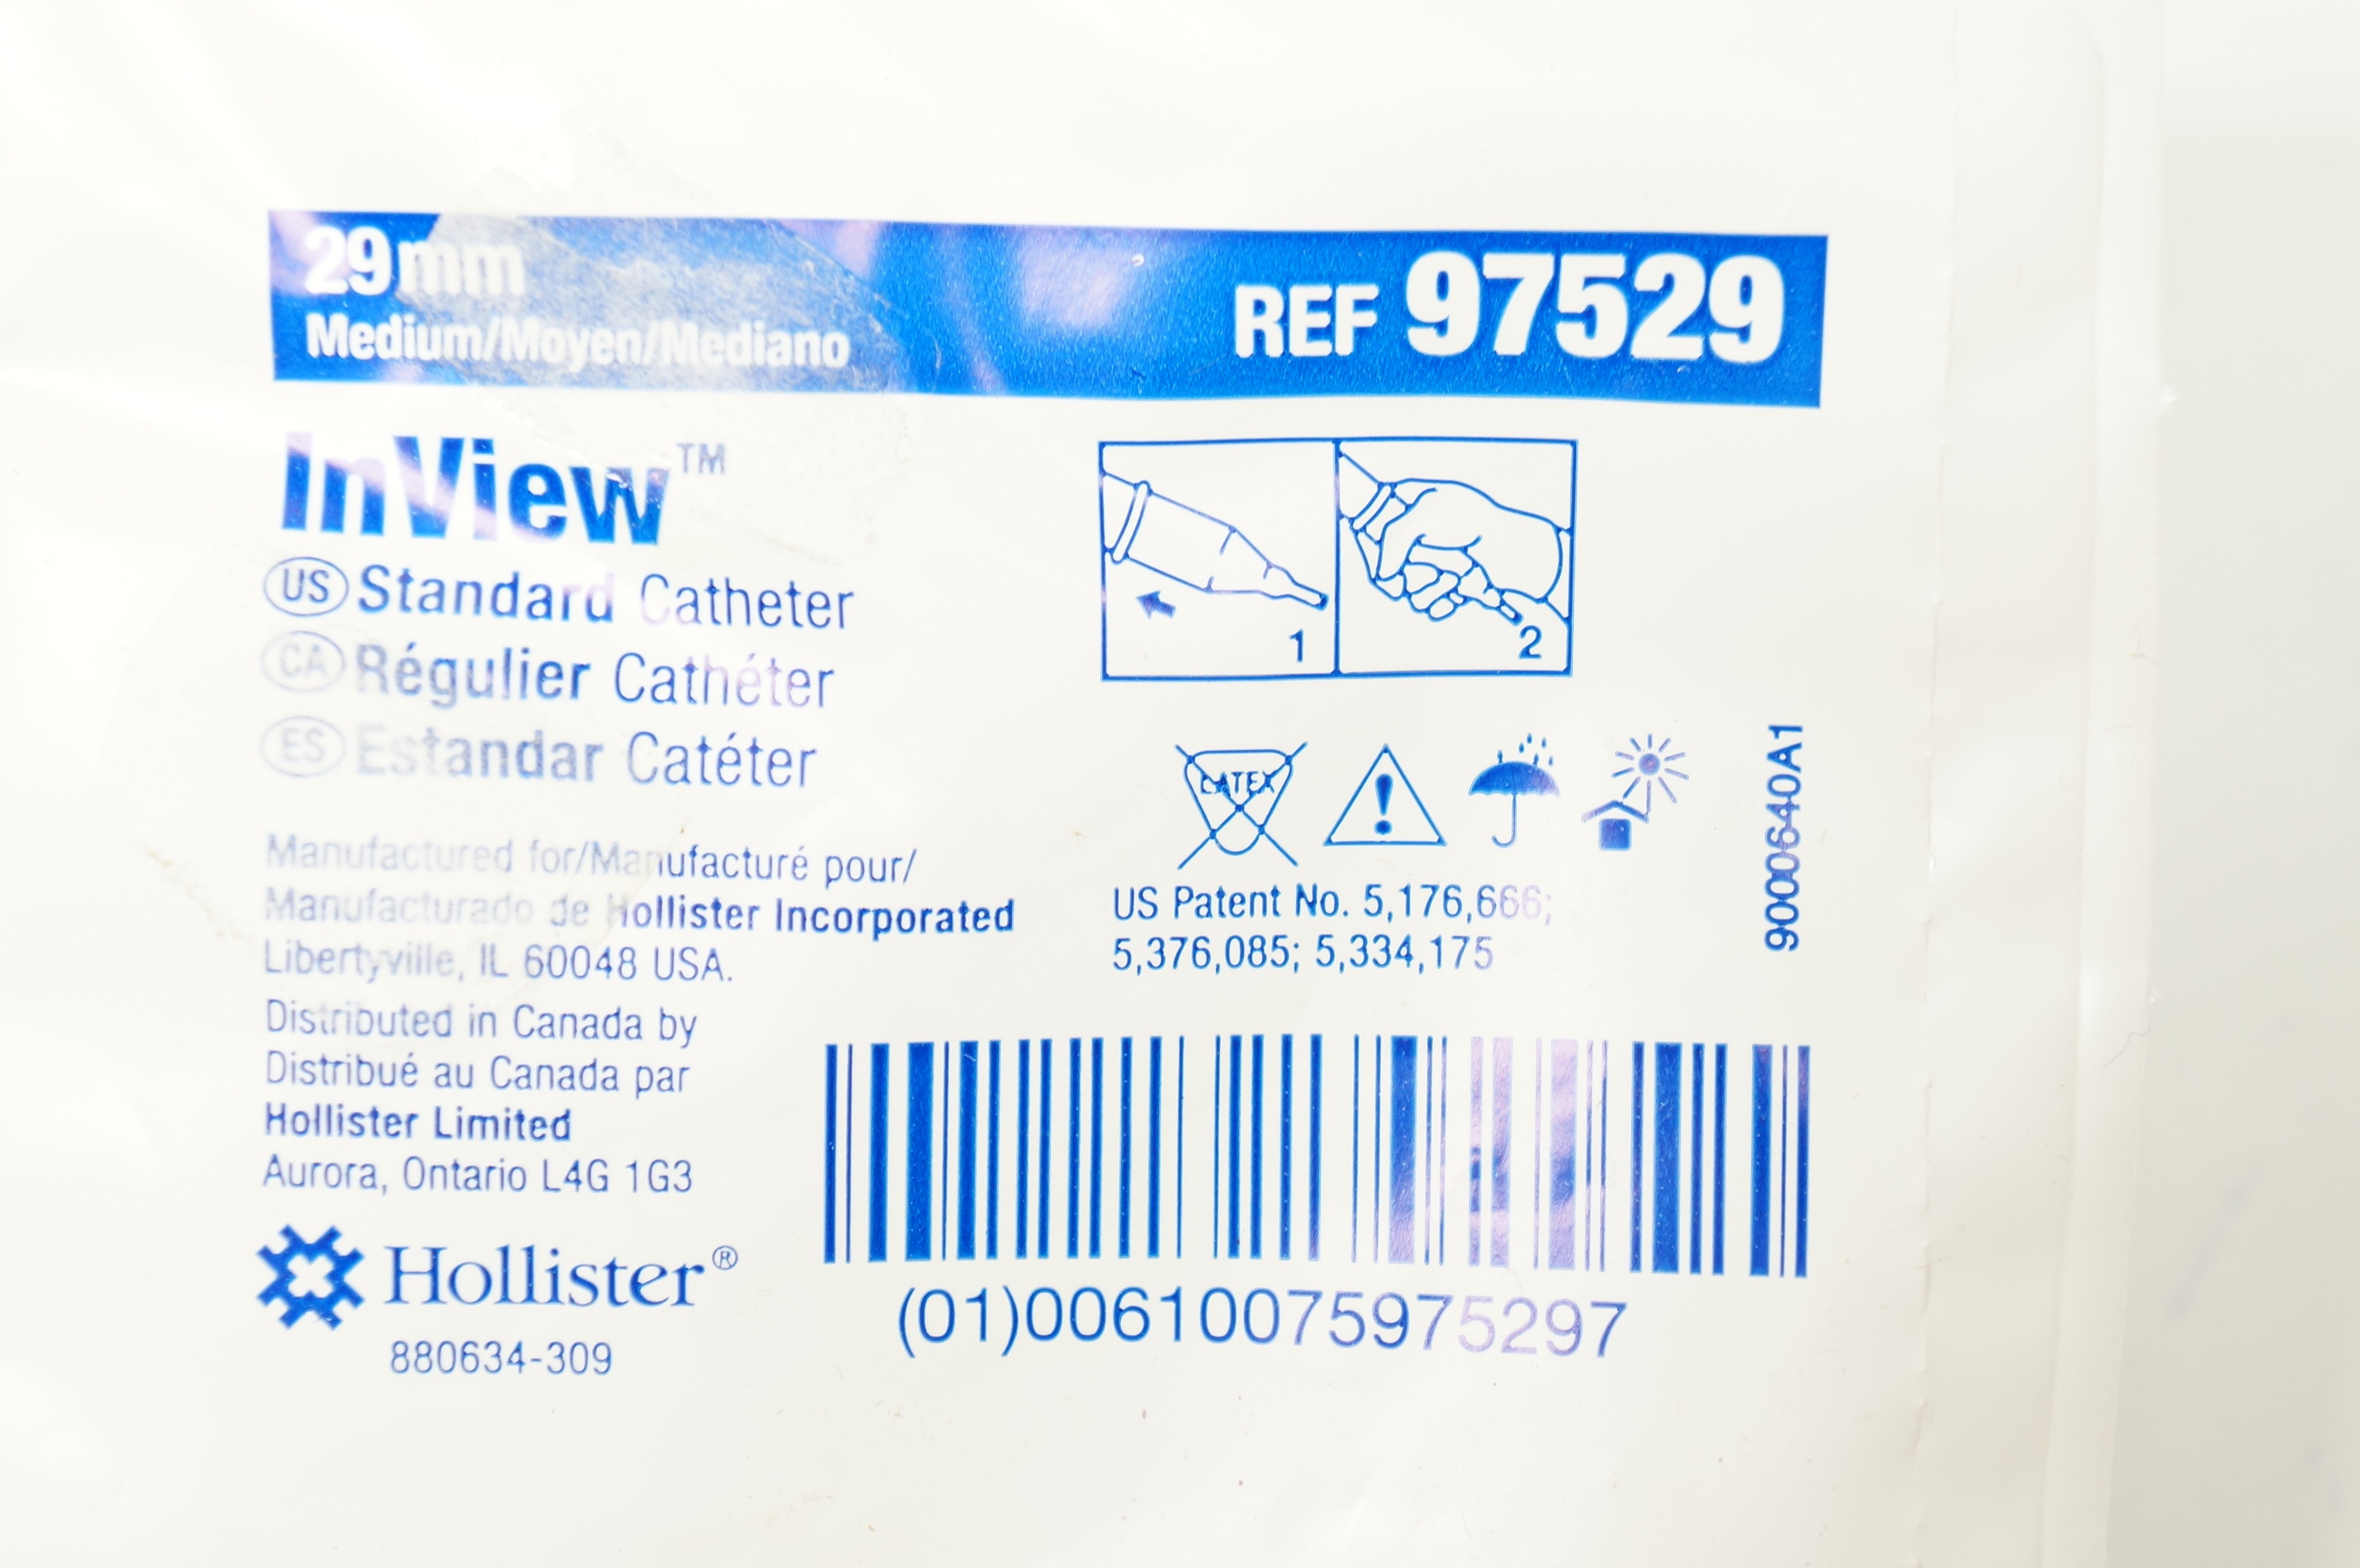 29mm
Medium/Moyen/Mediano
REF 97529
InView™
US Standard Catheter
CA Régulier Cathéter
ES Estandar Catéter
Manufactured for/Manufacturé pour/
Manufacturado de Hollister Incorporated
Libertyville, IL 60048 USA.
Distributed in Canada by
Distribué au Canada par
Hollister Limited
Aurora, Ontario L4G 1G3
Hollister®
880634-309
1
2
LATEX
US Patent No. 5,176,666;
5,376,085; 5,334,175
9000640A1
(01)00610075975297